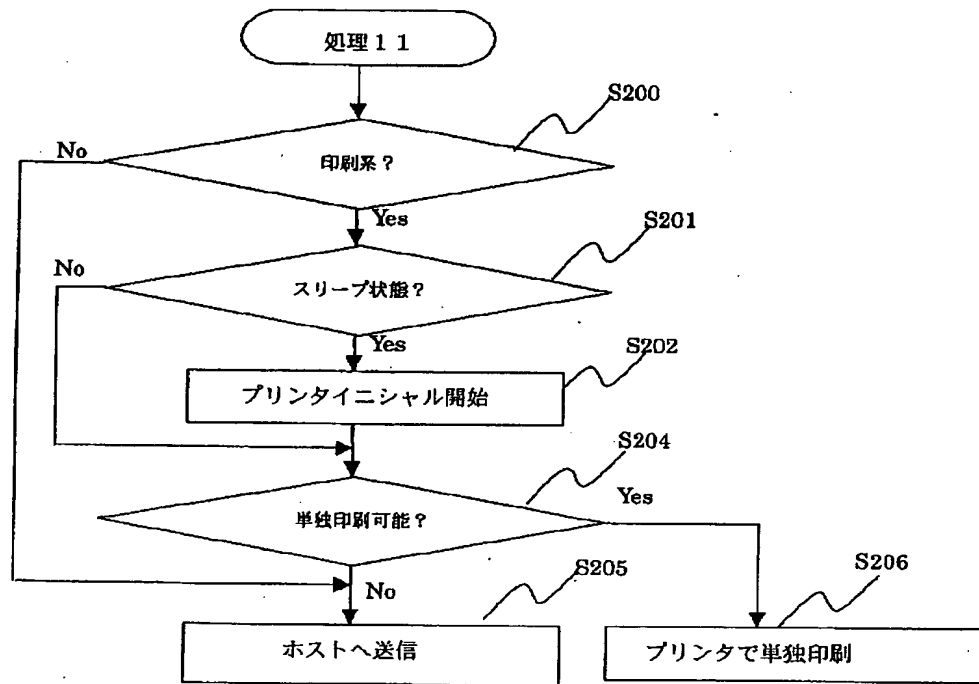 処理１１
S200
No
印刷系？
Yes
S201
No
スリープ状態？
Yes
S202
プリンタイニシャル開始
S204
Yes
単独印刷可能？
No
S205
S206
ホストへ送信
プリンタで単独印刷